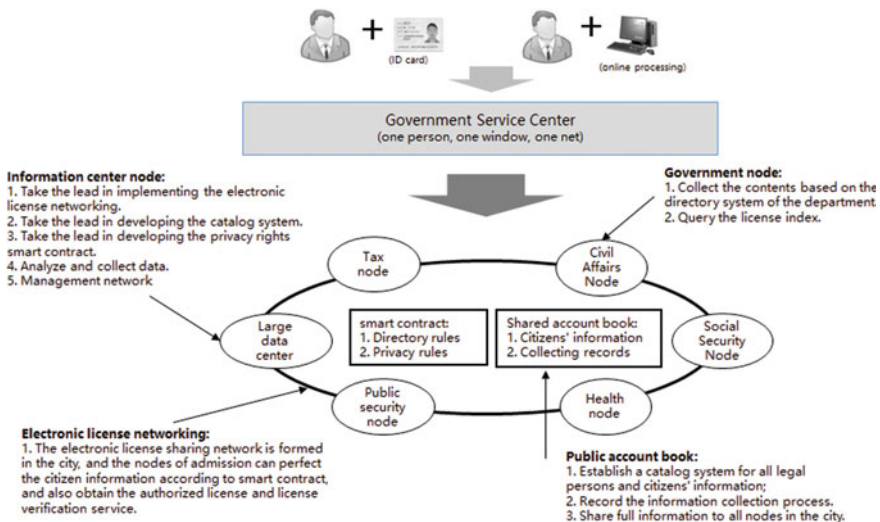 (ID card)
(online processing)
Government Service Center
(one person, one window, one net)
Information center node:
1. Take the lead in implementing the electronic
license networking.
2. Take the lead in developing the catalog system.
3. Take the lead in developing the privacy rights
smart contract.
4. Analyze and collect data.
5. Management network
Government node:
1. Collect the contents based on the
directory system of the department
2. Query the license index.
Tax
node
Civil
Affairs
Node
Large
data
center
smart contract:
1. Directory rules
2. Privacy rules
Shared account book:
1. Citizens' information
2. Collecting records
Social
Security
Node
Public
security
node
Health
node
Electronic license networking:
1. The electronic license sharing network is formed
in the city, and the nodes of admission can perfect
the citizen information according to smart contract,
and also obtain the authorized license and license
verification service.
Public account book:
1. Establish a catalog system for all legal
persons and citizens' information;
2. Record the information collection process.
3. Share full information to all nodes in the city.